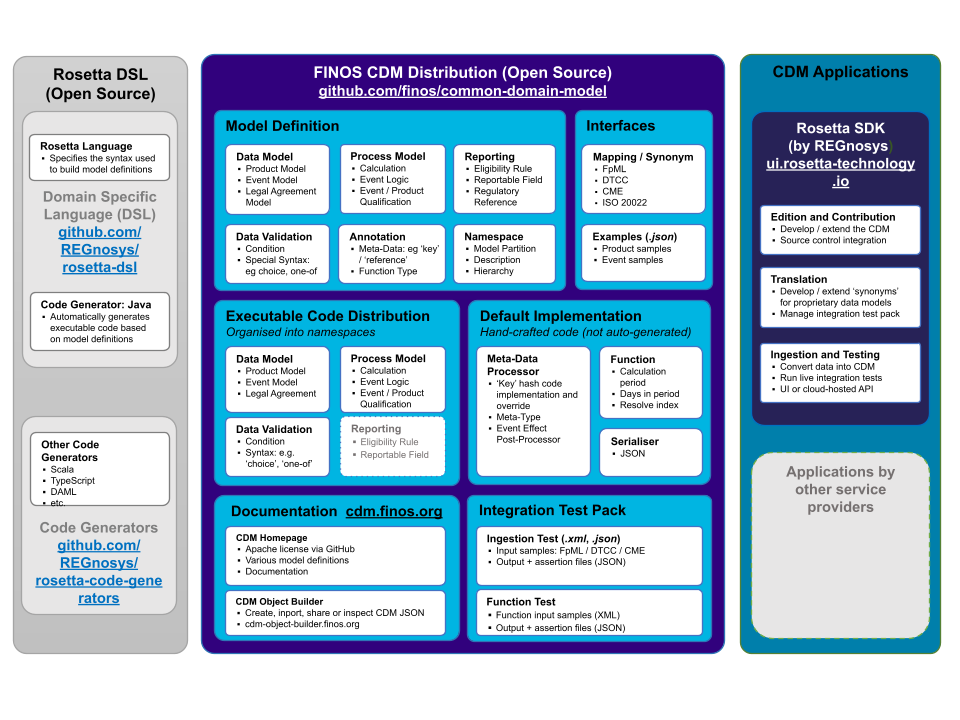 Rosetta DSL
(Open Source)
Rosetta Language
▪ Specifies the syntax used
to build model definitions
Domain Specific
Language (DSL)
github.com/
REGnosys/
rosetta-dsl
Code Generator: Java
▪ Automatically generates
executable code based
on model definitions
Other Code
Generators
▪ Scala
▪ TypeScript
▪ DAML
▪ etc.
Code Generators
github.com/
REGnosys/
rosetta-code-gene
rators
FINOS CDM Distribution (Open Source)
github.com/finos/common-domain-model
Model Definition
Data Model
▪ Product Model
▪ Event Model
▪ Legal Agreement
Model
Process Model
▪ Calculation
▪ Event Logic
▪ Event / Product
Qualification
Reporting
▪ Eligibility Rule
▪ Reportable Field
▪ Regulatory
Reference
Data Validation
▪ Condition
▪ Special Syntax:
eg choice, one-of
Annotation
▪ Meta-Data: eg ‘key’
/ ‘reference’
▪ Function Type
Namespace
▪ Model Partition
▪ Description
▪ Hierarchy
Interfaces
Mapping / Synonym
▪ FpML
▪ DTCC
▪ CME
▪ ISO 20022
Examples (.json)
▪ Product samples
▪ Event samples
Executable Code Distribution
Organised into namespaces
Data Model
▪ Product Model
▪ Event Model
▪ Legal Agreement
Process Model
▪ Calculation
▪ Event Logic
▪ Event / Product
Qualification
Data Validation
▪ Condition
▪ Syntax: e.g.
‘choice’, ‘one-of’
Reporting
▪ Eligibility Rule
▪ Reportable Field
Default Implementation
Hand-crafted code (not auto-generated)
Meta-Data
Processor
▪ ‘Key’ hash code
implementation and
override
▪ Meta-Type
▪ Event Effect
Post-Processor
Function
▪ Calculation
period
▪ Days in period
▪ Resolve index
Serialiser
▪ JSON
Documentation cdm.finos.org
CDM Homepage
▪ Apache license via GitHub
▪ Various model definitions
▪ Documentation
CDM Object Builder
▪ Create, inport, share or inspect CDM JSON
▪ cdm-object-builder.finos.org
Integration Test Pack
Ingestion Test (.xml, .json)
▪ Input samples: FpML / DTCC / CME
▪ Output + assertion files (JSON)
Function Test
▪ Function input samples (XML)
▪ Output + assertion files (JSON)
CDM Applications
Rosetta SDK
(by REGnosys)
ui.rosetta-technology
.io
Edition and Contribution
▪ Develop / extend the CDM
▪ Source control integration
Translation
▪ Develop / extend ‘synonyms’
for proprietary data models
▪ Manage integration test pack
Ingestion and Testing
▪ Convert data into CDM
▪ Run live integration tests
▪ UI or cloud-hosted API
Applications by
other service
providers